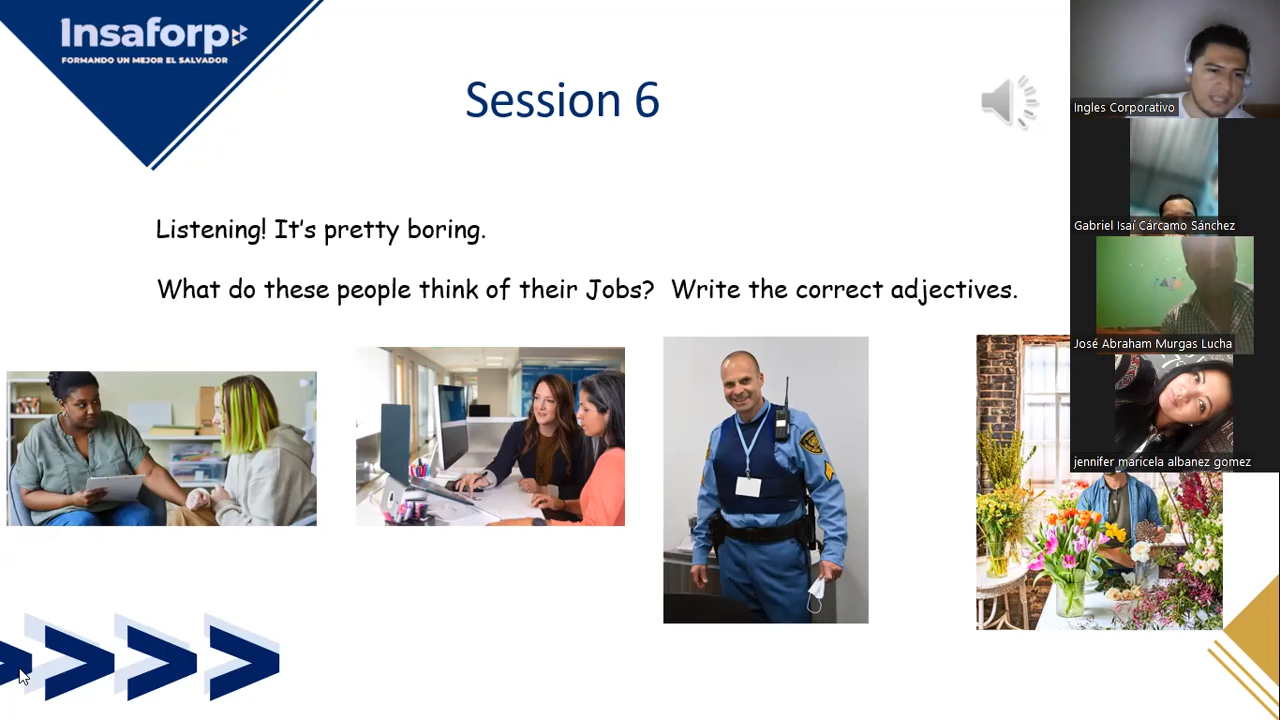 Insaforp
FORMANDO UN MEJOR EL SALVADOR
Session 6
Listening! It's pretty boring.
What do these people think of their Jobs? Write the correct adjectives.
Ingles Corporativo
Gabriel Isaí Cárcamo Sánchez
José Abraham Murgas Lucha
jennifer maricela albanez gomez